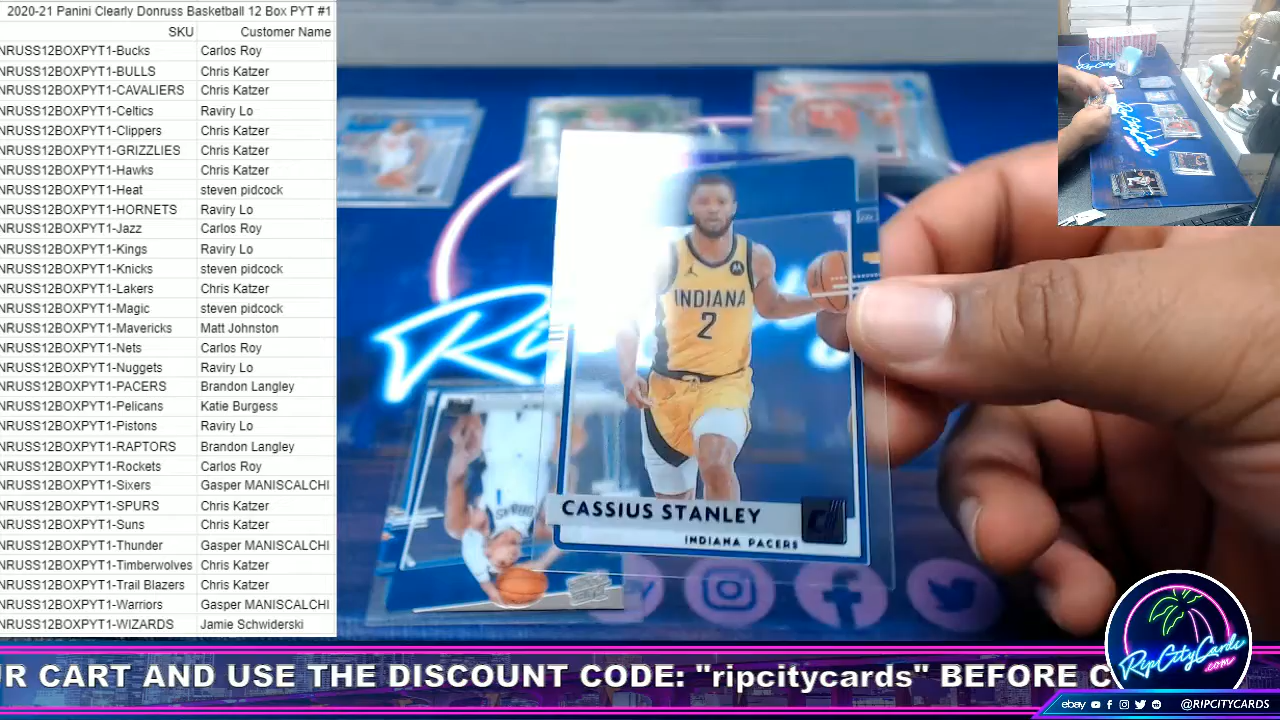 2020-21 Panini Clearly Donruss Basketball 12 Box PYT #1
SKU Customer Name
NRUSS12BOXPYT1-Bucks Carlos Roy
NRUSS12BOXPYT1-BULLS Chris Katzer
NRUSS12BOXPYT1-CAVALIERS Chris Katzer
NRUSS12BOXPYT1-Celtics Raviry Lo
NRUSS12BOXPYT1-Clippers Chris Katzer
NRUSS12BOXPYT1-GRIZZLIES Chris Katzer
NRUSS12BOXPYT1-Hawks Chris Katzer
NRUSS12BOXPYT1-Heat steven pidcock
NRUSS12BOXPYT1-HORNETS Raviry Lo
NRUSS12BOXPYT1-Jazz Carlos Roy
NRUSS12BOXPYT1-Kings Raviry Lo
NRUSS12BOXPYT1-Knicks steven pidcock
NRUSS12BOXPYT1-Lakers Chris Katzer
NRUSS12BOXPYT1-Magic steven pidcock
NRUSS12BOXPYT1-Mavericks Matt Johnston
NRUSS12BOXPYT1-Nets Carlos Roy
NRUSS12BOXPYT1-Nuggets Raviry Lo
NRUSS12BOXPYT1-PACERS Brandon Langley
NRUSS12BOXPYT1-Pelicans Katie Burgess
NRUSS12BOXPYT1-Pistons Raviry Lo
NRUSS12BOXPYT1-RAPTORS Brandon Langley
NRUSS12BOXPYT1-Rockets Carlos Roy
NRUSS12BOXPYT1-Sixers Gasper MANISCALCHI
NRUSS12BOXPYT1-SPURS Chris Katzer
NRUSS12BOXPYT1-Suns Chris Katzer
NRUSS12BOXPYT1-Thunder Gasper MANISCALCHI
NRUSS12BOXPYT1-Timberwolves Chris Katzer
NRUSS12BOXPYT1-Trail Blazers Chris Katzer
NRUSS12BOXPYT1-Warriors Gasper MANISCALCHI
NRUSS12BOXPYT1-WIZARDS Jamie Schwiderski
INDIANA
2
CASSIUS STANLEY
INDIANA PACERS
R CART AND USE THE DISCOUNT CODE: "ripcitycards" BEFORE C
RipCityCards
.com
ebay @RIPCITYCARDS